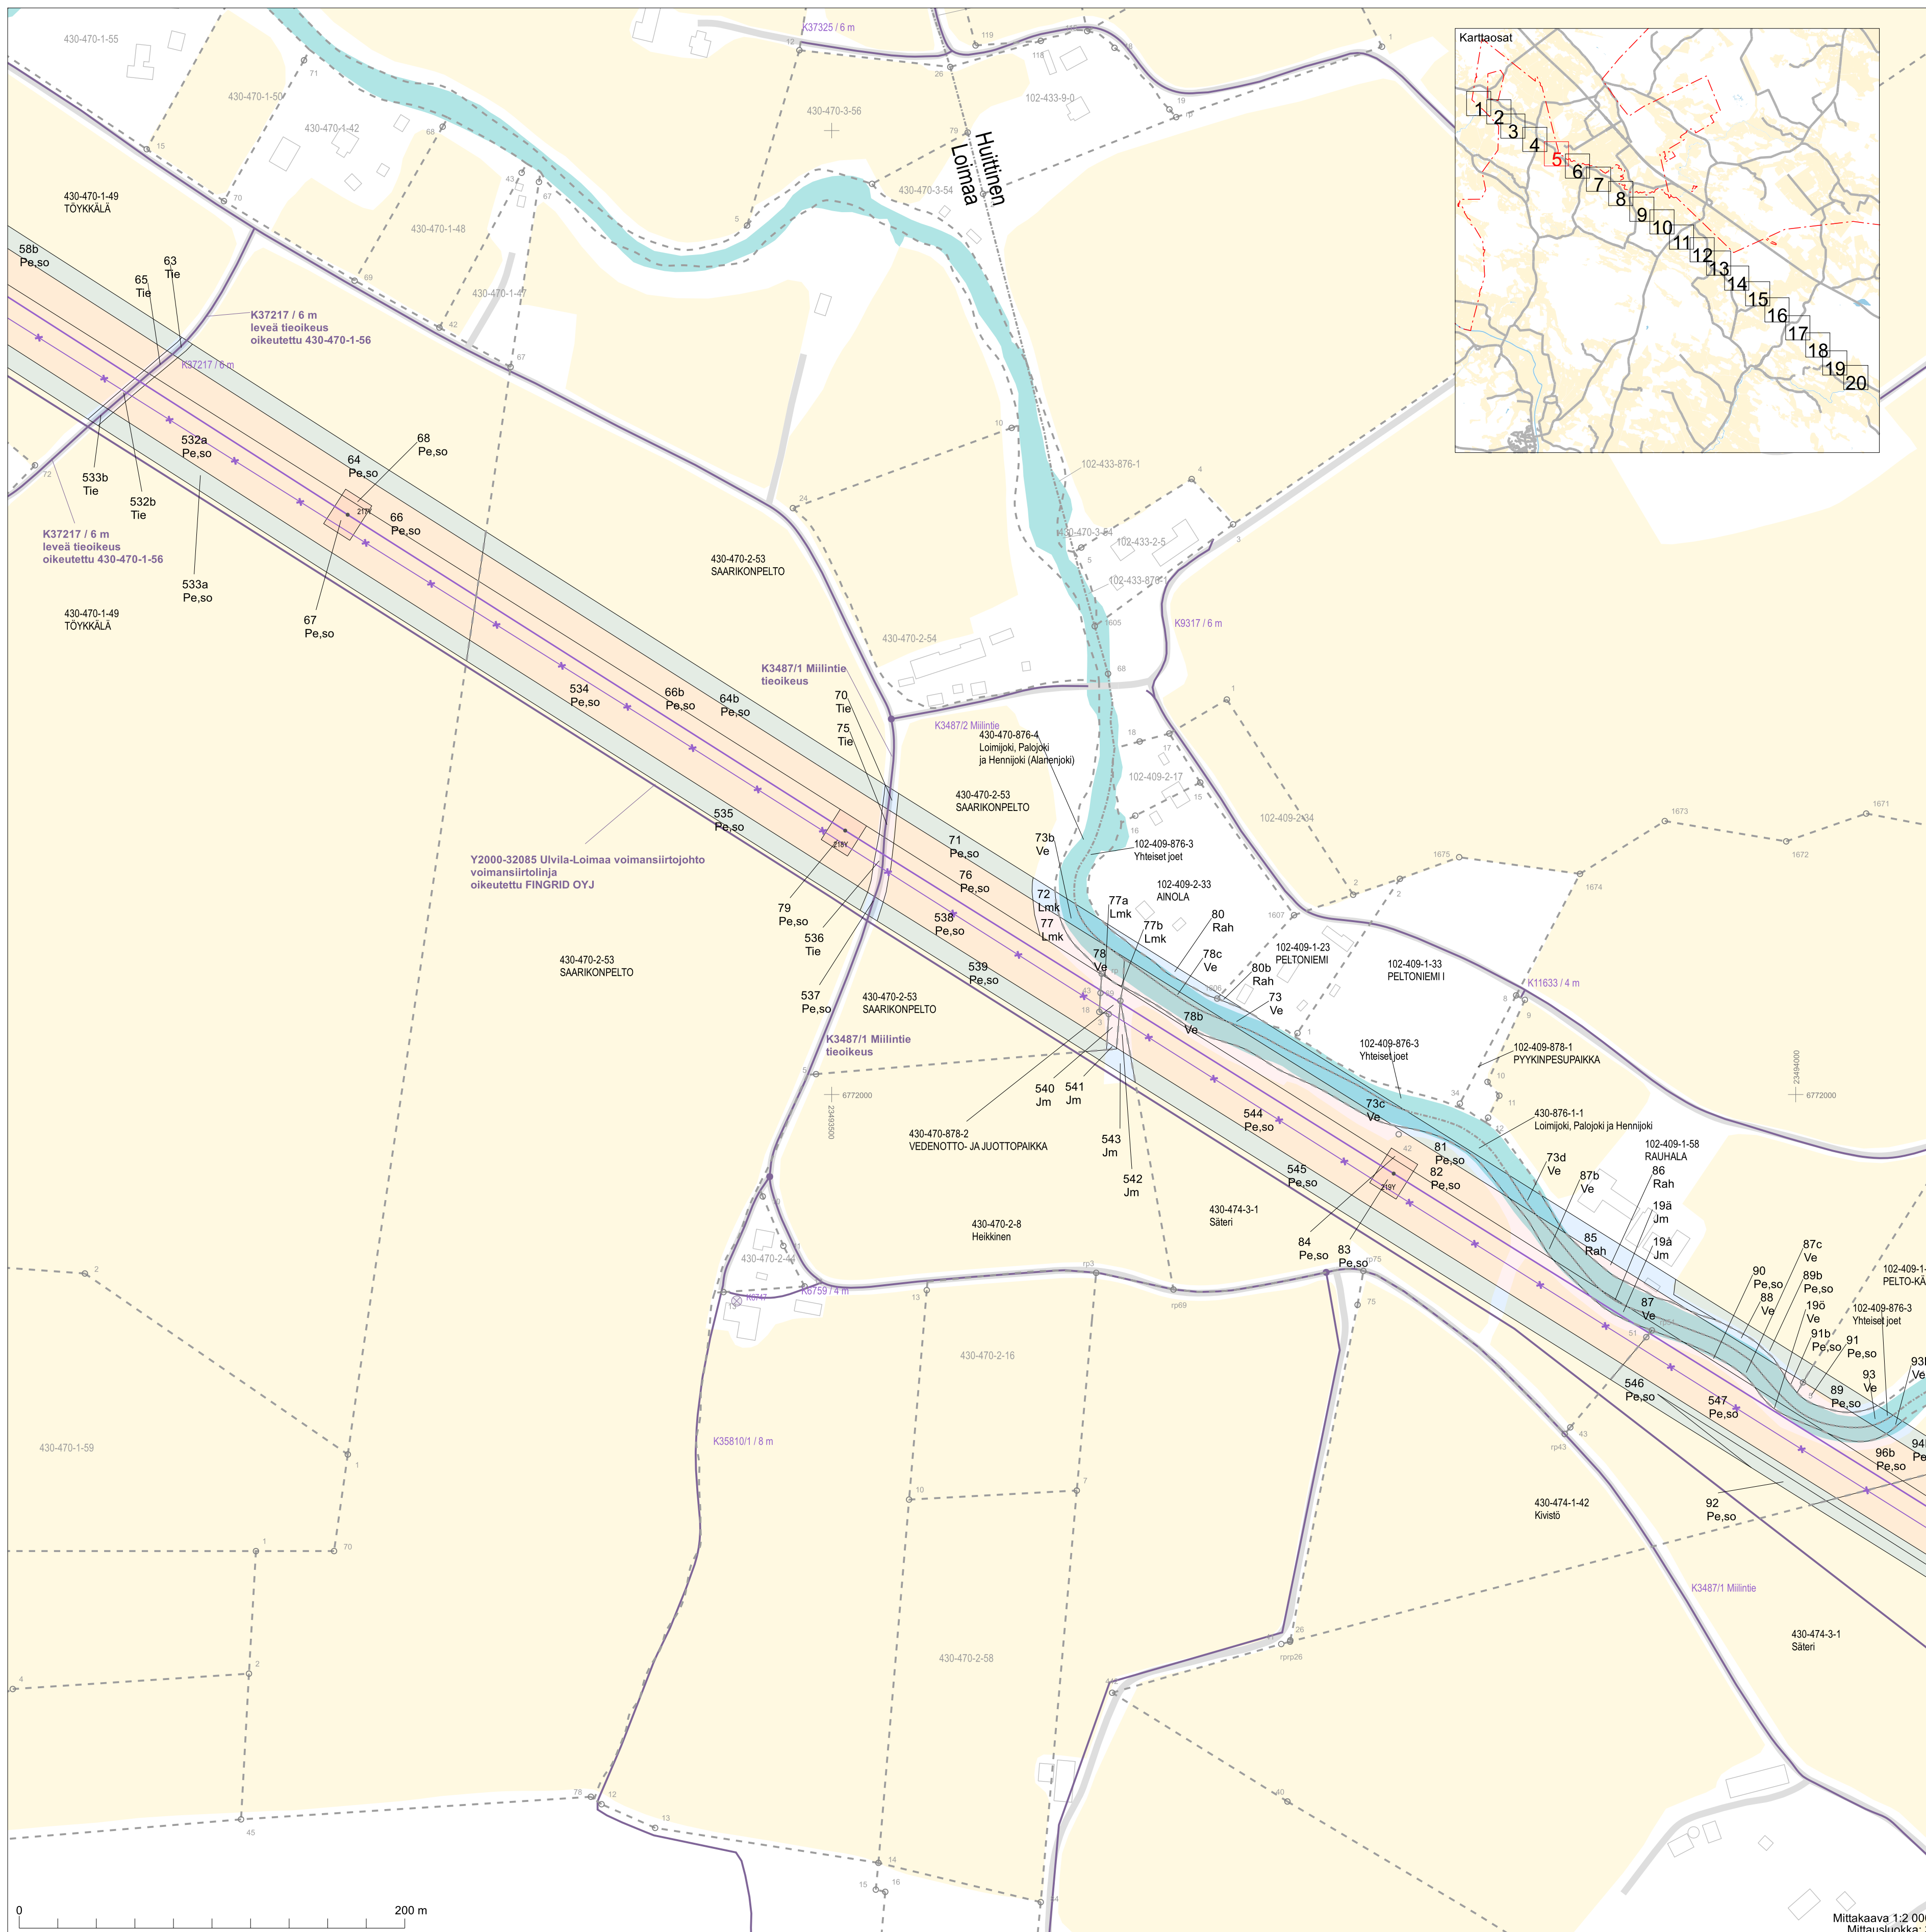 K37325 / 6 m
430-470-1-55
430-470-1-50
430-470-1-42
430-470-3-56
102-433-9-0
Huittinen
Loimaa
430-470-3-54
430-470-1-48
430-470-1-47
430-470-1-49
TÖYKKÄLÄ
58b
Pe,so
65
Tie
63
Tie
K37217 / 6 m
leveä tieoikeus
oikeutettu 430-470-1-56
K37217 / 6 m
532a
Pe,so
533b
Tie
532b
Tie
64
Pe,so
68
Pe,so
217Y
66
Pe,so
K37217 / 6 m
leveä tieoikeus
oikeutettu 430-470-1-56
533a
Pe,so
430-470-1-49
TÖYKKÄLÄ
67
Pe,so
430-470-2-53
SAARIKONPELTO
102-433-876-1
430-470-3-54
102-433-2-5
102-433-876-1
K9317 / 6 m
430-470-2-54
K3487/1 Miilintie
tieoikeus
534
Pe,so
66b
Pe,so
64b
Pe,so
70
Tie
75
Tie
K3487/2 Miilintie
430-470-876-4
Loimijoki, Palojoki
ja Hennijoki (Alanenjoki)
430-470-2-53
SAARIKONPELTO
102-409-2-17
102-409-2-34
535
Pe,so
218Y
71
Pe,so
76
Pe,so
73b
Ve
102-409-876-3
Yhteiset joet
102-409-2-33
AINOLA
Y2000-32085 Ulvila-Loimaa voimansiirtojohto
voimansiirtolinja
oikeutettu FINGRID OYJ
79
Pe,so
536
Tie
538
Pe,so
72
Lmk
77
Lmk
77a
Lmk
77b
Lmk
80
Rah
78
Ve
78c
Ve
80b
Rah
73
Ve
102-409-1-23
PELTONIEMI
102-409-1-33
PELTONIEMI I
K11633 / 4 m
430-470-2-53
SAARIKONPELTO
539
Pe,so
537
Pe,so
430-470-2-53
SAARIKONPELTO
K3487/1 Miilintie
tieoikeus
78b
Ve
102-409-876-3
Yhteiset joet
102-409-878-1
PYYKINPESUPAIKKA
6772000
23493500
6772000
23494000
540
Jm
541
Jm
73c
Ve
544
Pe,so
430-876-1-1
Loimijoki, Palojoki ja Hennijoki
430-470-878-2
VEDENOTTO- JA JUOTTOPAIKKA
543
Jm
542
Jm
545
Pe,so
219Y
81
Pe,so
82
Pe,so
102-409-1-58
RAUHALA
73d
Ve
87b
Ve
86
Rah
19ä
Jm
19å
Jm
85
Rah
430-470-2-8
Heikkinen
430-474-3-1
Säteri
84
Pe,so
83
Pe,so
430-470-2-44
K6747
K6759 / 4 m
87
Ve
90
Pe,so
88
Ve
87c
Ve
89b
Pe,so
19ö
Ve
91b
Pe,so
91
Pe,so
102-409-876-3
Yhteiset joet
93
Ve
89
Pe,so
430-470-2-16
546
Pe,so
547
Pe,so
96b
Pe,so
92
Pe,so
430-470-1-59
K35810/1 / 8 m
430-474-1-42
Kivistö
K3487/1 Miilintie
430-474-3-1
Säteri
430-470-2-58
rp3
rp69
rp75
rp43
rprp26
0
200 m
Karttaosat
1
2
3
4
5
6
7
8
9
10
11
12
13
14
15
16
17
18
19
20